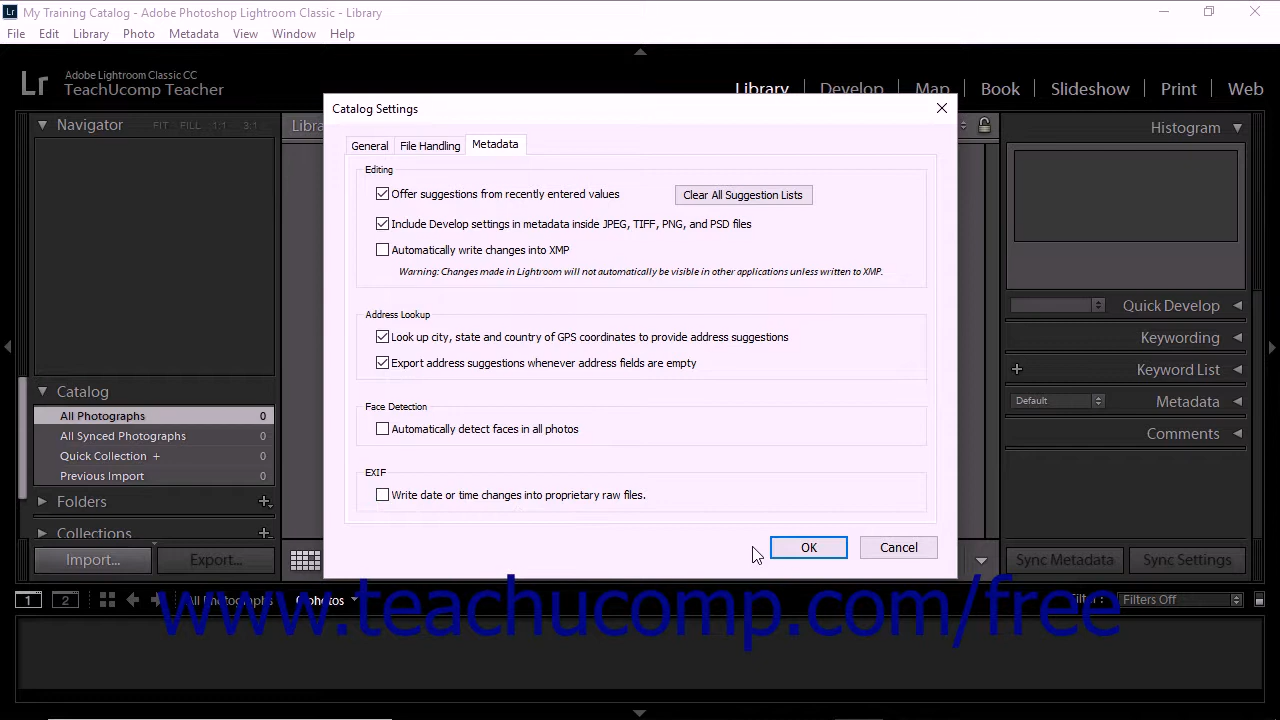 Lr My Training Catalog - Adobe Photoshop Lightroom Classic - Library
File Edit Library Photo Metadata View Window Help
Lr Adobe Lightroom Classic CC
TeachUcomp Teacher
Library Develop Map Book Slideshow Print Web
Navigator FIT FILL 1:1 3:1
Catalog
All Photographs 0
All Synced Photographs 0
Quick Collection + 0
Previous Import 0
Folders
Collections
Import... Export...
Catalog Settings
General File Handling Metadata
Editing
Offer suggestions from recently entered values Clear All Suggestion Lists
Include Develop settings in metadata inside JPEG, TIFF, PNG, and PSD files
Automatically write changes into XMP
Warning: Changes made in Lightroom will not automatically be visible in other applications unless written to XMP.
Address Lookup
Look up city, state and country of GPS coordinates to provide address suggestions
Export address suggestions whenever address fields are empty
Face Detection
Automatically detect faces in all photos
EXIF
Write date or time changes into proprietary raw files.
OK Cancel
Histogram
Quick Develop
Keywording
Keyword List
Default Metadata
Comments
Sync Metadata Sync Settings
1 2 All Photographs 0 photos Filter : Filters Off
www.teachucomp.com/free